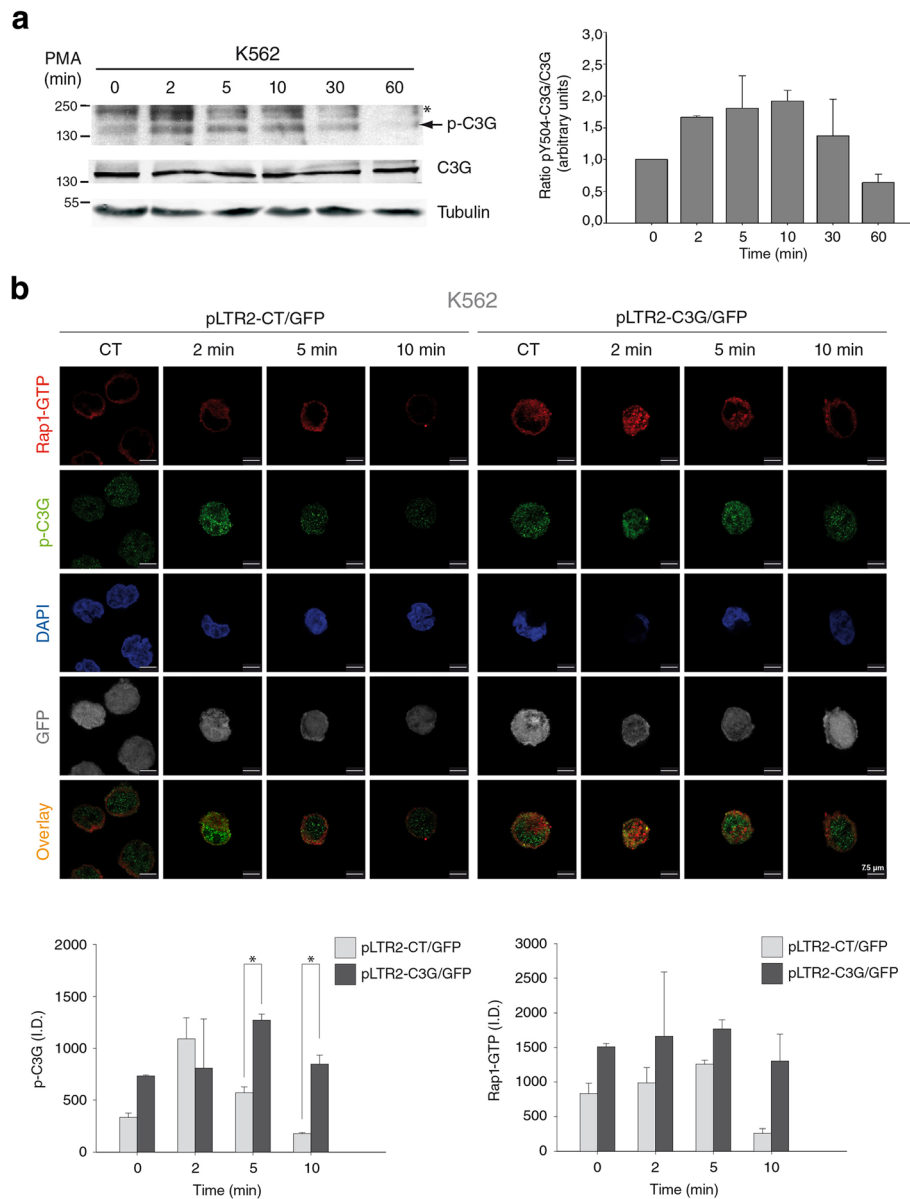 a
K562
PMA
(min)
0 2 5 10 30 60
250
*
p-C3G
130
C3G
130
55
Tubulin
Ratio pY504-C3G/C3G
(arbitrary units)
3,0
2,5
2,0
1,5
1,0
0,5
0,0
0 2 5 10 30 60
Time (min)
b
K562
pLTR2-CT/GFP pLTR2-C3G/GFP
CT 2 min 5 min 10 min CT 2 min 5 min 10 min
Rap1-GTP
p-C3G
DAPI
GFP
Overlay
7.5 µm
p-C3G (I.D.)
2000
1500
1000
500
0
* *
pLTR2-CT/GFP
pLTR2-C3G/GFP
0 2 5 10
Time (min)
Rap1-GTP (I.D.)
3000
2500
2000
1500
1000
500
0
pLTR2-CT/GFP
pLTR2-C3G/GFP
0 2 5 10
Time (min)